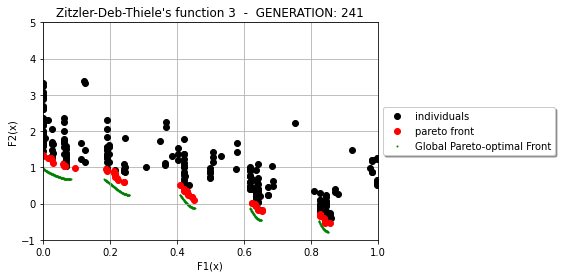 Zitzler-Deb-Thiele's function 3  -  GENERATION: 241
5
4
3
2
1
0
−1
F2(x)
0.0 0.2 0.4 0.6 0.8 1.0
F1(x)
individuals
pareto front
Global Pareto-optimal Front